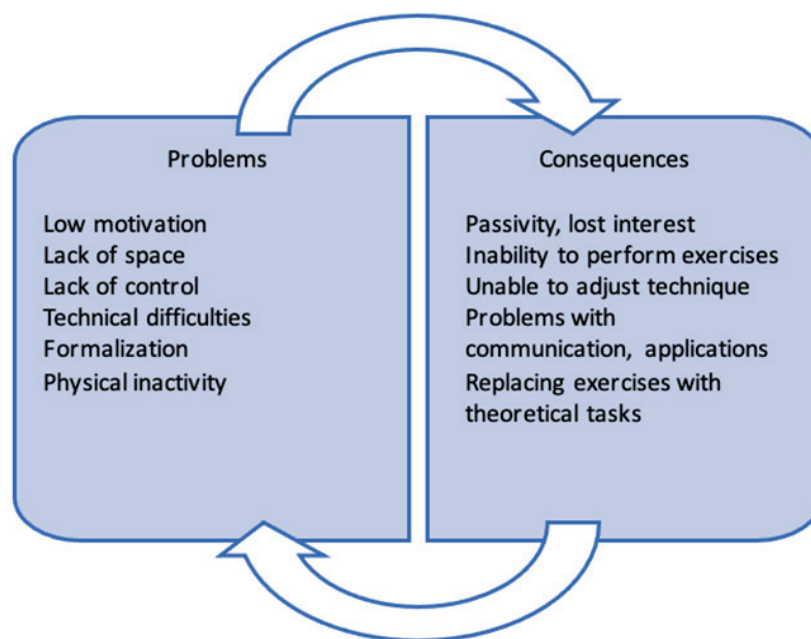 Problems
Low motivation
Lack of space
Lack of control
Technical difficulties
Formalization
Physical inactivity
Consequences
Passivity, lost interest
Inability to perform exercises
Unable to adjust technique
Problems with
communication, applications
Replacing exercises with
theoretical tasks